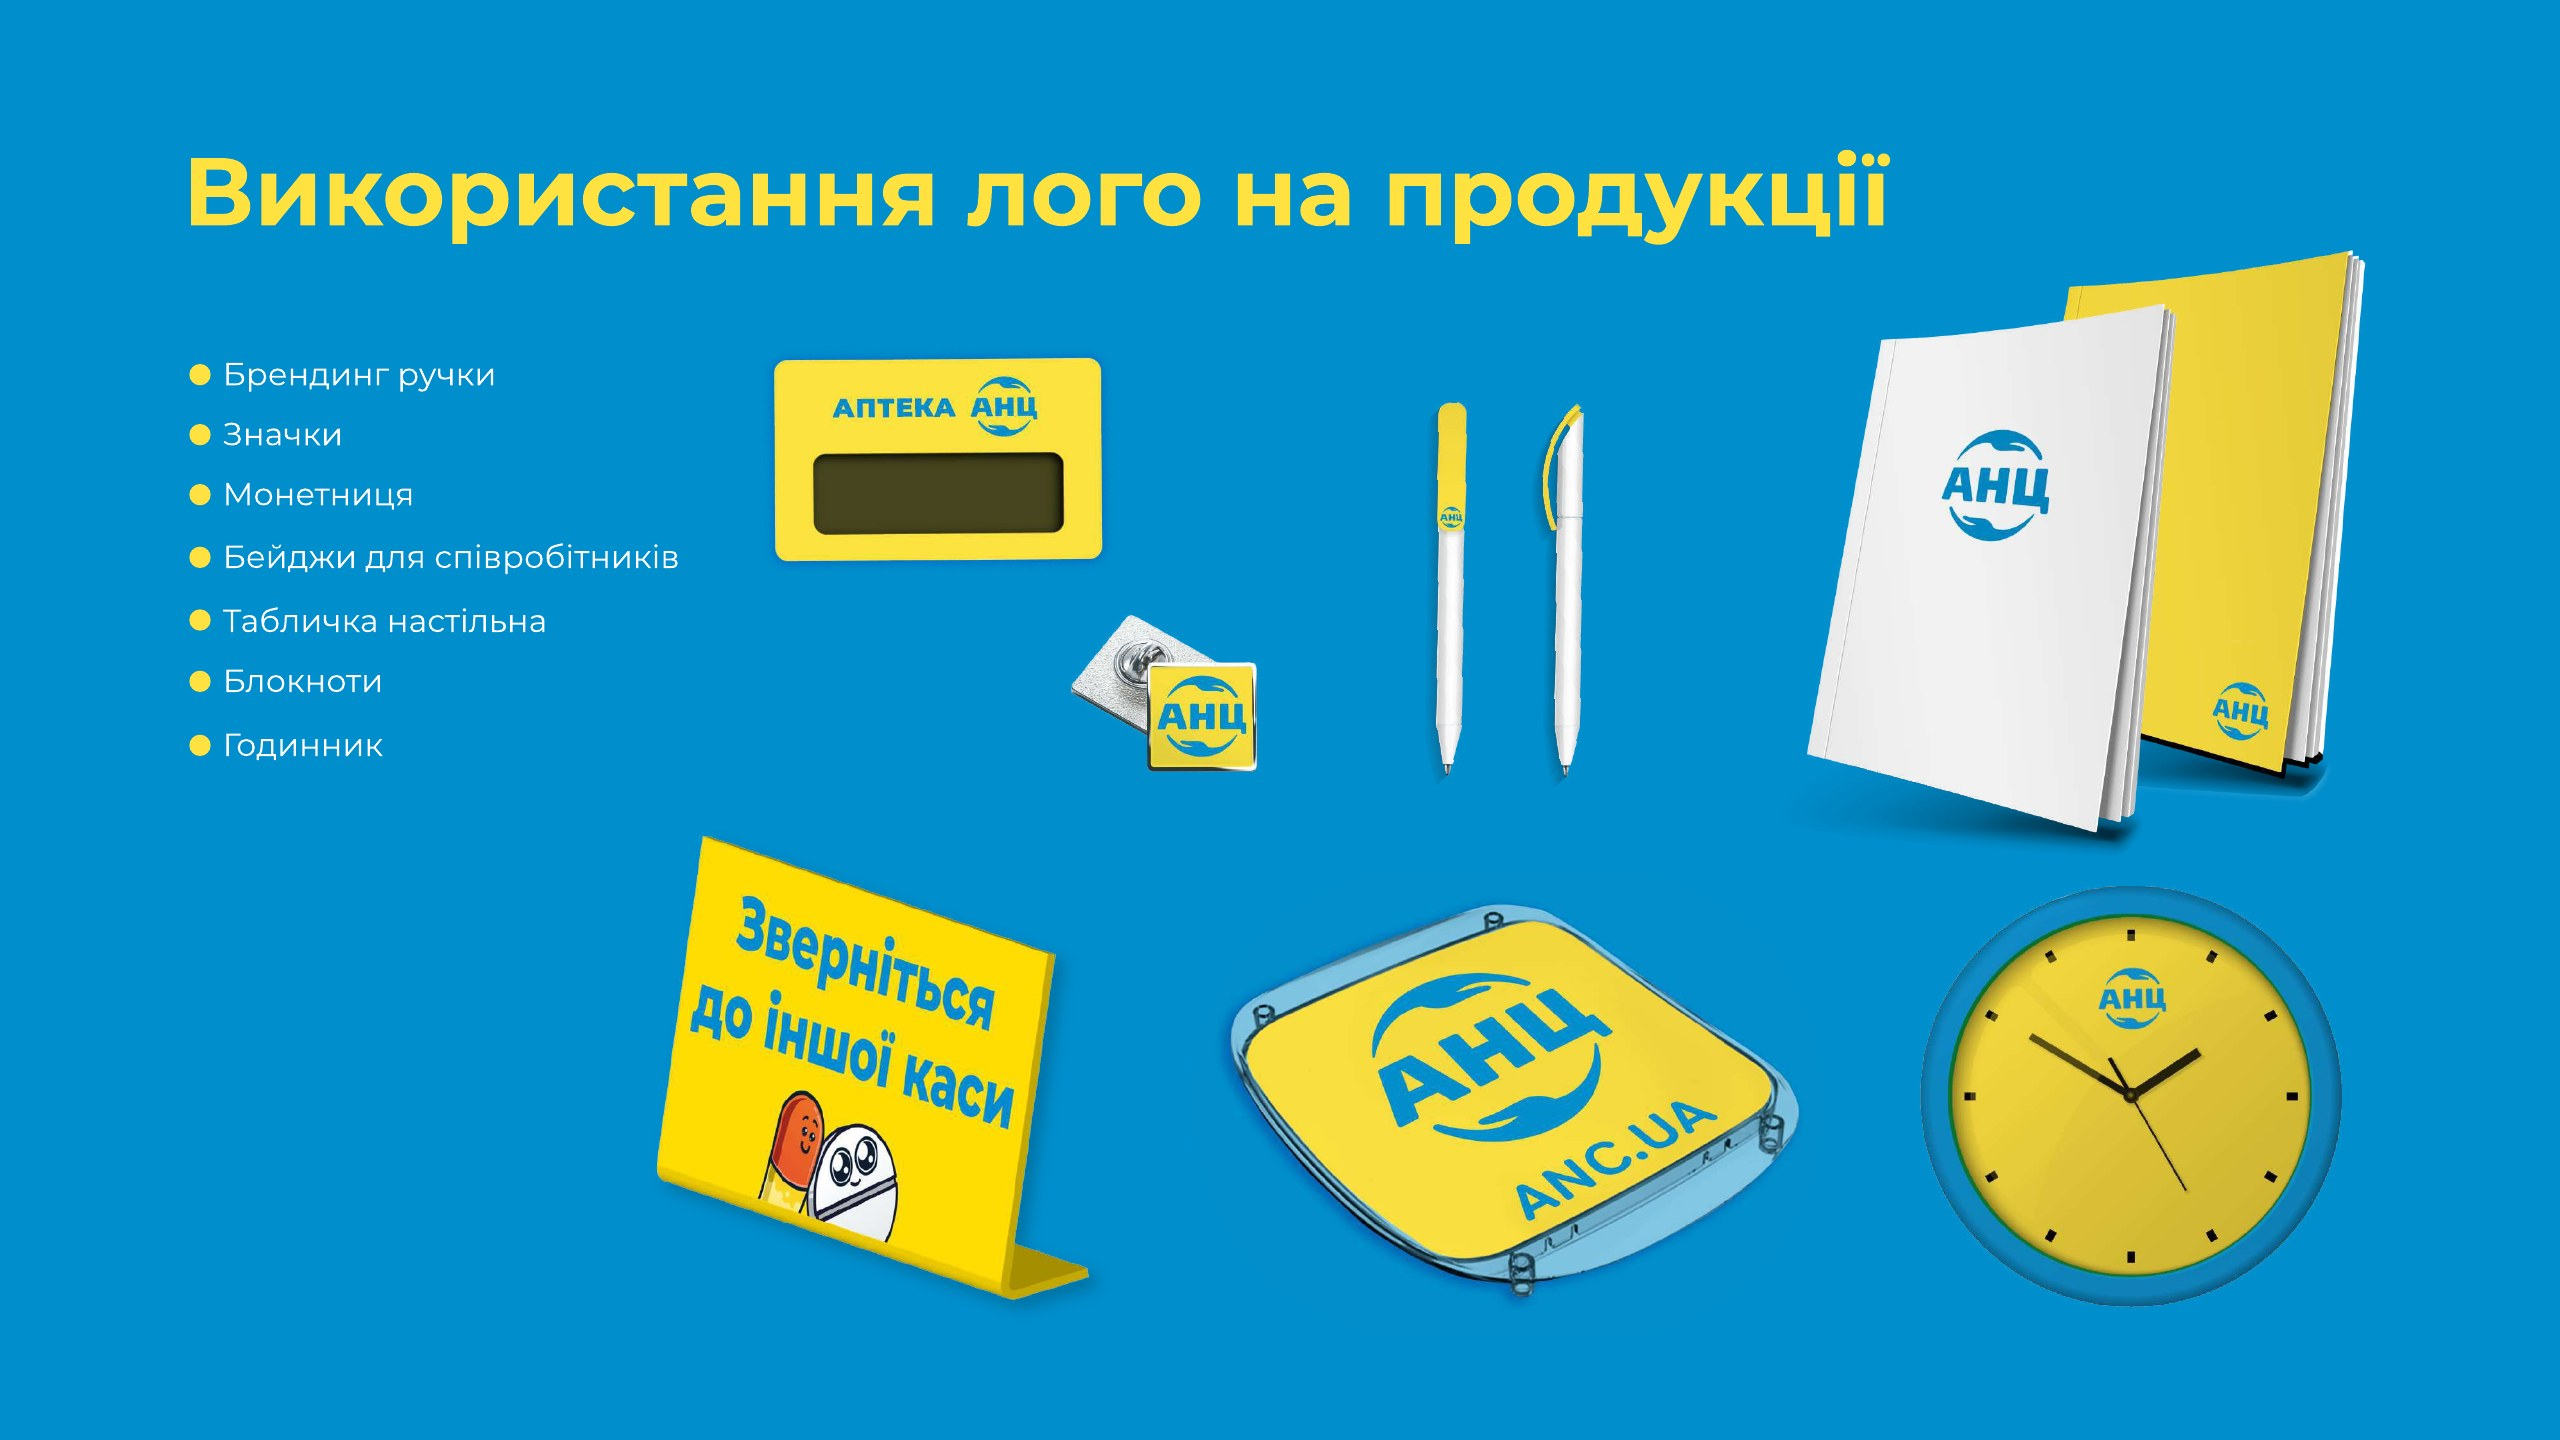 Використання лого на продукції
Брендинг ручки
Значки
Монетниця
Бейджи для співробітників
Табличка настільна
Блокноти
Годинник
АПТЕКА АНЦ
АНЦ
АНЦ
АНЦ
АНЦ
Зверніться
до іншої каси
АНЦ
ANC.UA
АНЦ